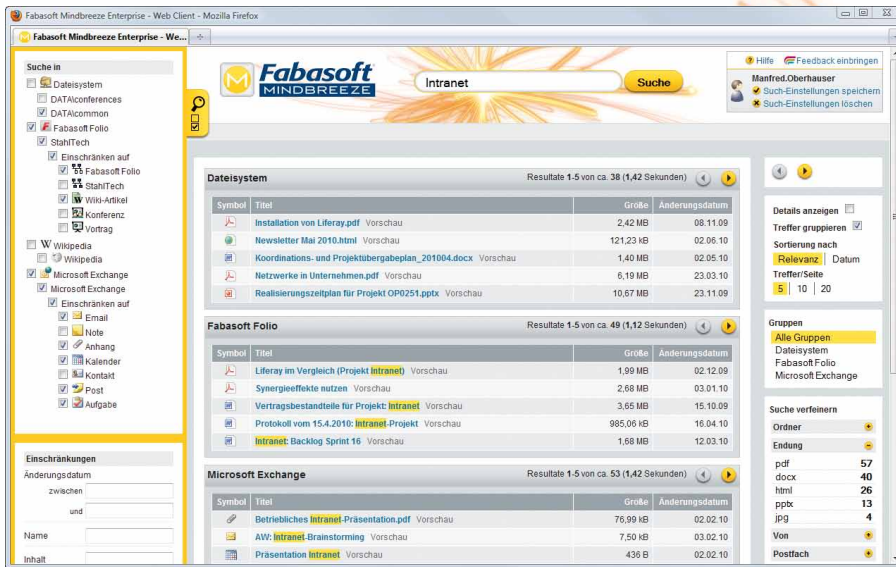 Fabasoft Mindbreeze Enterprise - Web Client - Mozilla Firefox
Fabasoft Mindbreeze Enterprise - We...
Suche in
Dateisystem
DATA\conferences
DATA\common
Fabasoft Folio
StahlTech
Einschränken auf
Fabasoft Folio
StahlTech
Wiki-Artikel
Konferenz
Vortrag
Wikipedia
Wikipedia
Microsoft Exchange
Microsoft Exchange
Einschränken auf
Email
Note
Anhang
Kalender
Kontakt
Post
Aufgabe
Einschränkungen
Änderungsdatum
zwischen
und
Name
Inhalt
Fabasoft
MINDBREEZE
Intranet
Suche
Hilfe Feedback einbringen
Manfred.Oberhauser
Such-Einstellungen speichern
Such-Einstellungen löschen
Dateisystem Resultate 1-5 von ca. 38 (1,42 Sekunden)
Symbol Titel Größe Änderungsdatum
Installation von Liferay.pdf Vorschau 2,42 MB 08.11.09
Newsletter Mai 2010.html Vorschau 121,23 kB 02.06.10
Koordinations- und Projektübergabeplan_201004.docx Vorschau 1,40 MB 02.05.10
Netzwerke in Unternehmen.pdf Vorschau 6,19 MB 23.03.10
Realisierungszeitplan für Projekt OP0251.pptx Vorschau 10,67 MB 23.11.09
Fabasoft Folio Resultate 1-5 von ca. 49 (1,12 Sekunden)
Symbol Titel Größe Änderungsdatum
Liferay im Vergleich (Projekt Intranet) Vorschau 1,99 MB 02.12.09
Synergieeffekte nutzen Vorschau 2,68 MB 03.01.10
Vertragsbestandteile für Projekt: Intranet Vorschau 3,65 MB 15.10.09
Protokoll vom 15.4.2010: Intranet-Projekt Vorschau 985,06 kB 16.04.10
Intranet: Backlog Sprint 16 Vorschau 1,68 MB 12.03.10
Microsoft Exchange Resultate 1-5 von ca. 53 (1,42 Sekunden)
Symbol Titel Größe Änderungsdatum
Betriebliches Intranet-Präsentation.pdf Vorschau 76,99 kB 02.02.10
AW: Intranet-Brainstorming Vorschau 7,50 kB 03.02.10
Präsentation Intranet Vorschau 436 B 02.02.10
Details anzeigen
Treffer gruppieren
Sortierung nach
Relevanz Datum
Treffer/Seite
5 10 20
Gruppen
Alle Gruppen
Dateisystem
Fabasoft Folio
Microsoft Exchange
Suche verfeinern
Ordner
Endung
pdf 57
docx 40
html 26
pptx 13
jpg 4
Von
Postfach